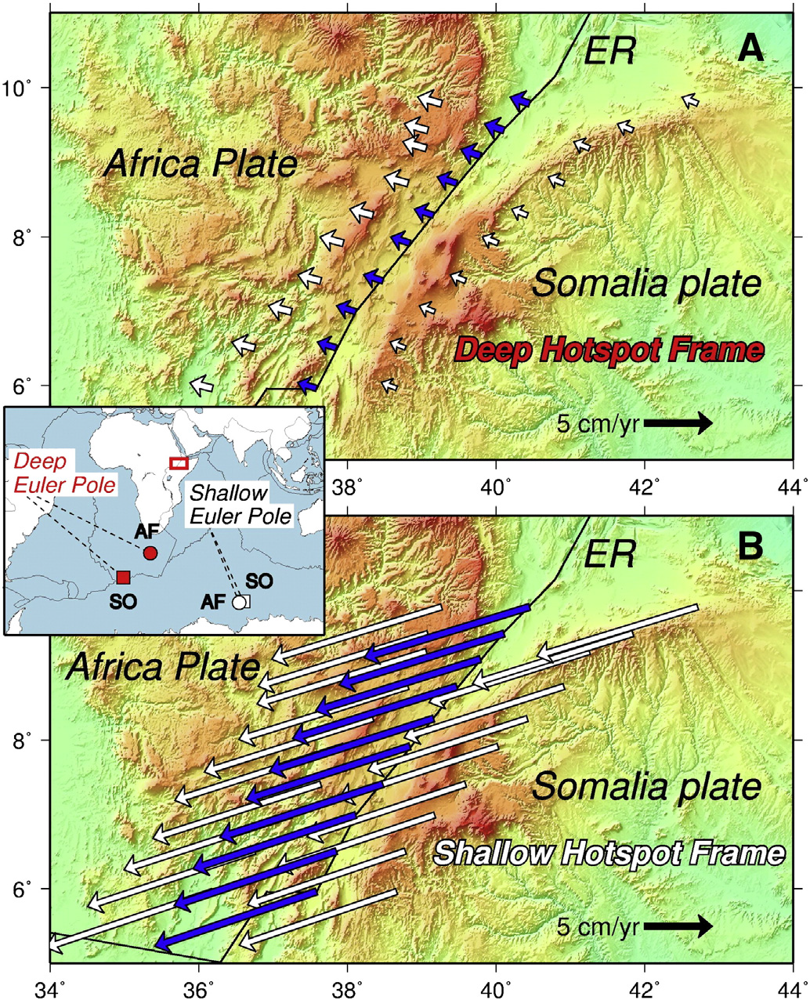 A
ER
10°
Africa Plate
8°
Somalia plate
Deep Hotspot Frame
6°
5 cm/yr
38° 40° 42° 44°
Deep
Euler Pole
Shallow
Euler Pole
AF
SO
SO
AF
B
ER
Africa Plate
8°
Somalia plate
Shallow Hotspot Frame
6°
5 cm/yr
34° 36° 38° 40° 42° 44°